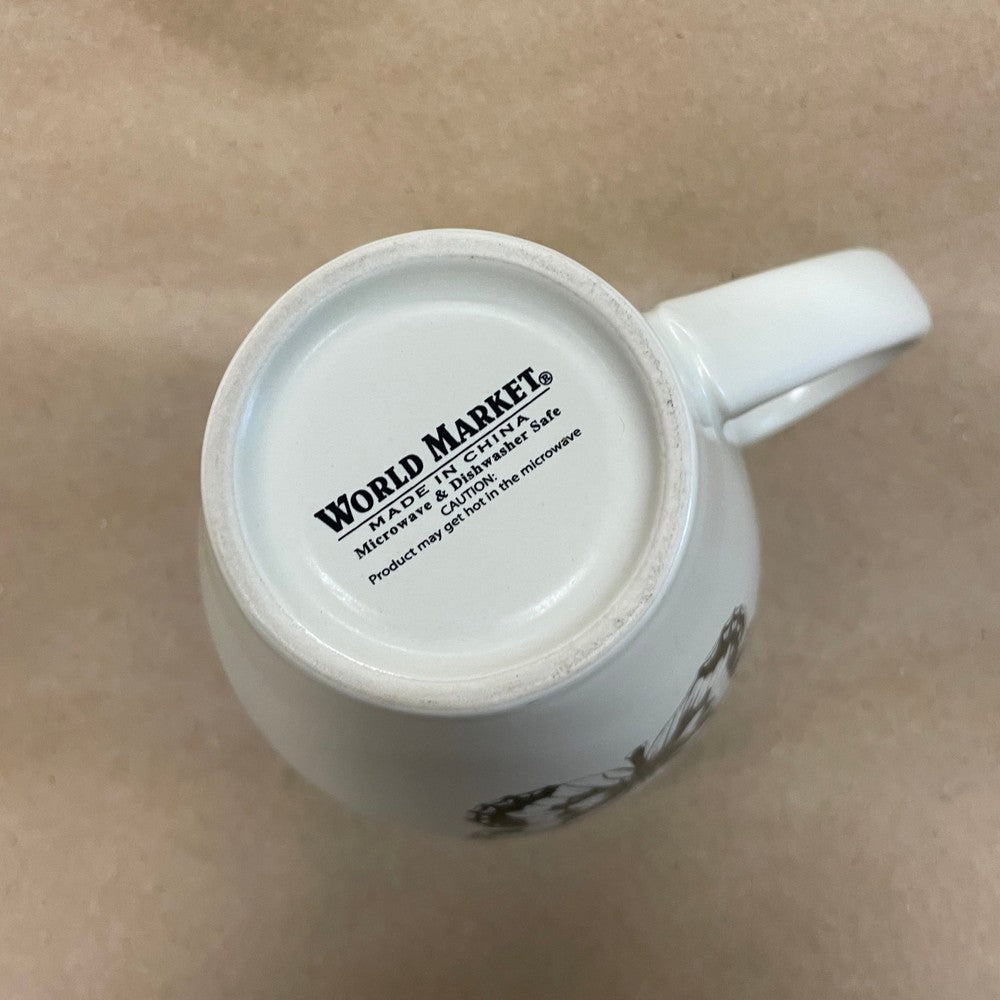 WORLD MARKET®
MADE IN CHINA
Microwave & Dishwasher Safe
CAUTION:
Product may get hot in the microwave